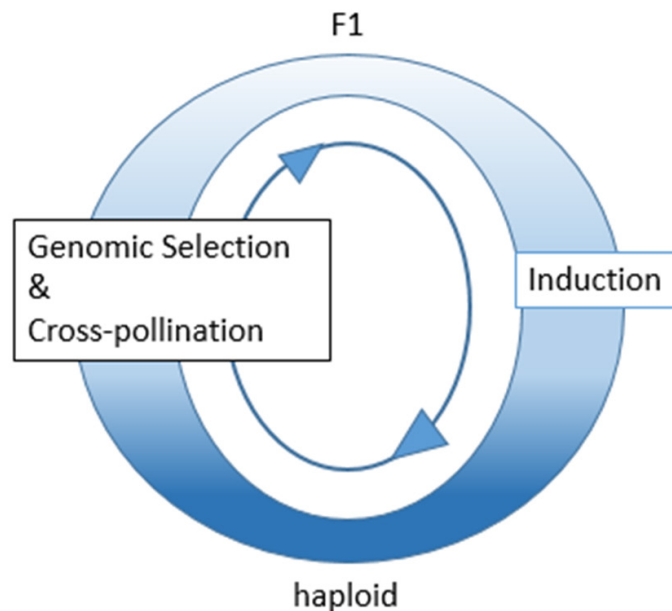 F1
Genomic Selection
&
Cross-pollination
Induction
haploid